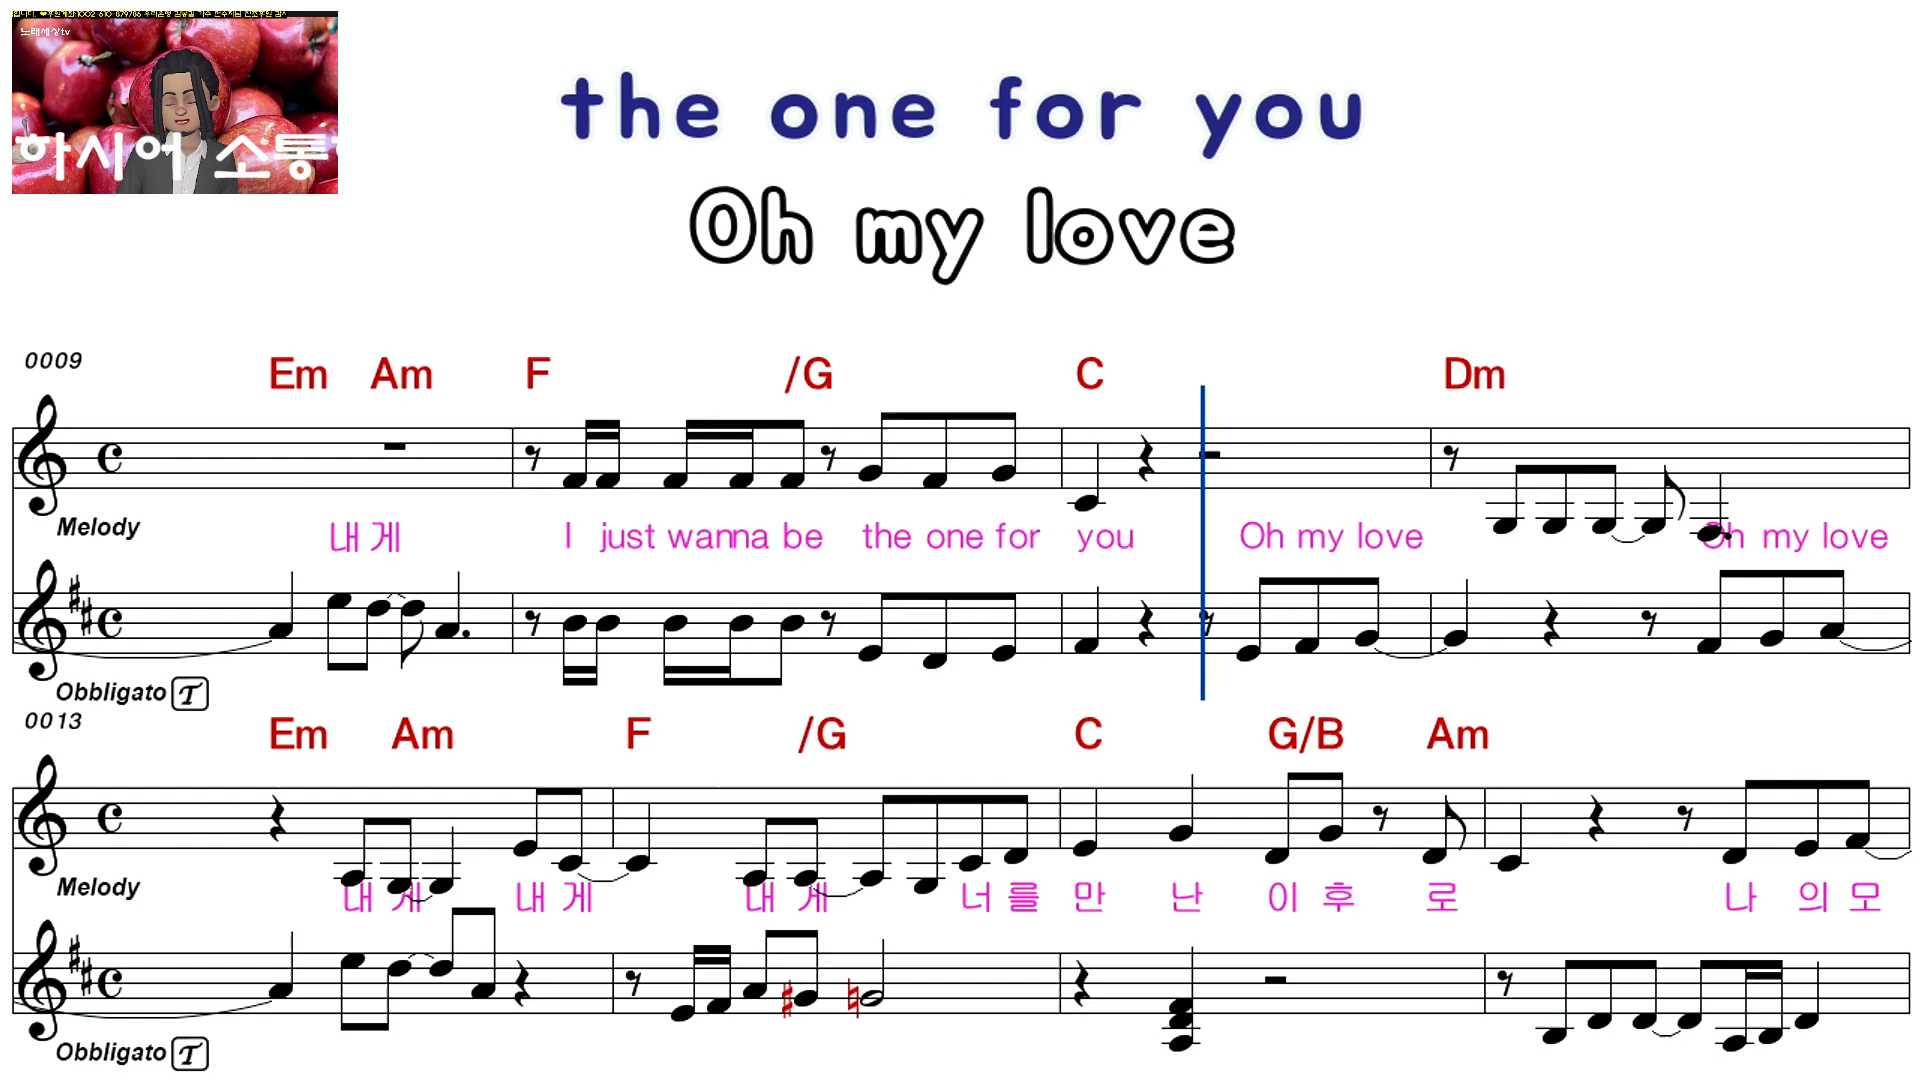 노래세상tv
하시어 소통
the one for you
Oh my love
0009
Em Am F /G C Dm
Melody
내 게 I just wanna be the one for you Oh my love Oh my love
Obbligato T
0013
Em Am F /G C G/B Am
Melody
내 게 내 게 내 게 너 를 만 난 이 후 로 나 의 모
Obbligato T